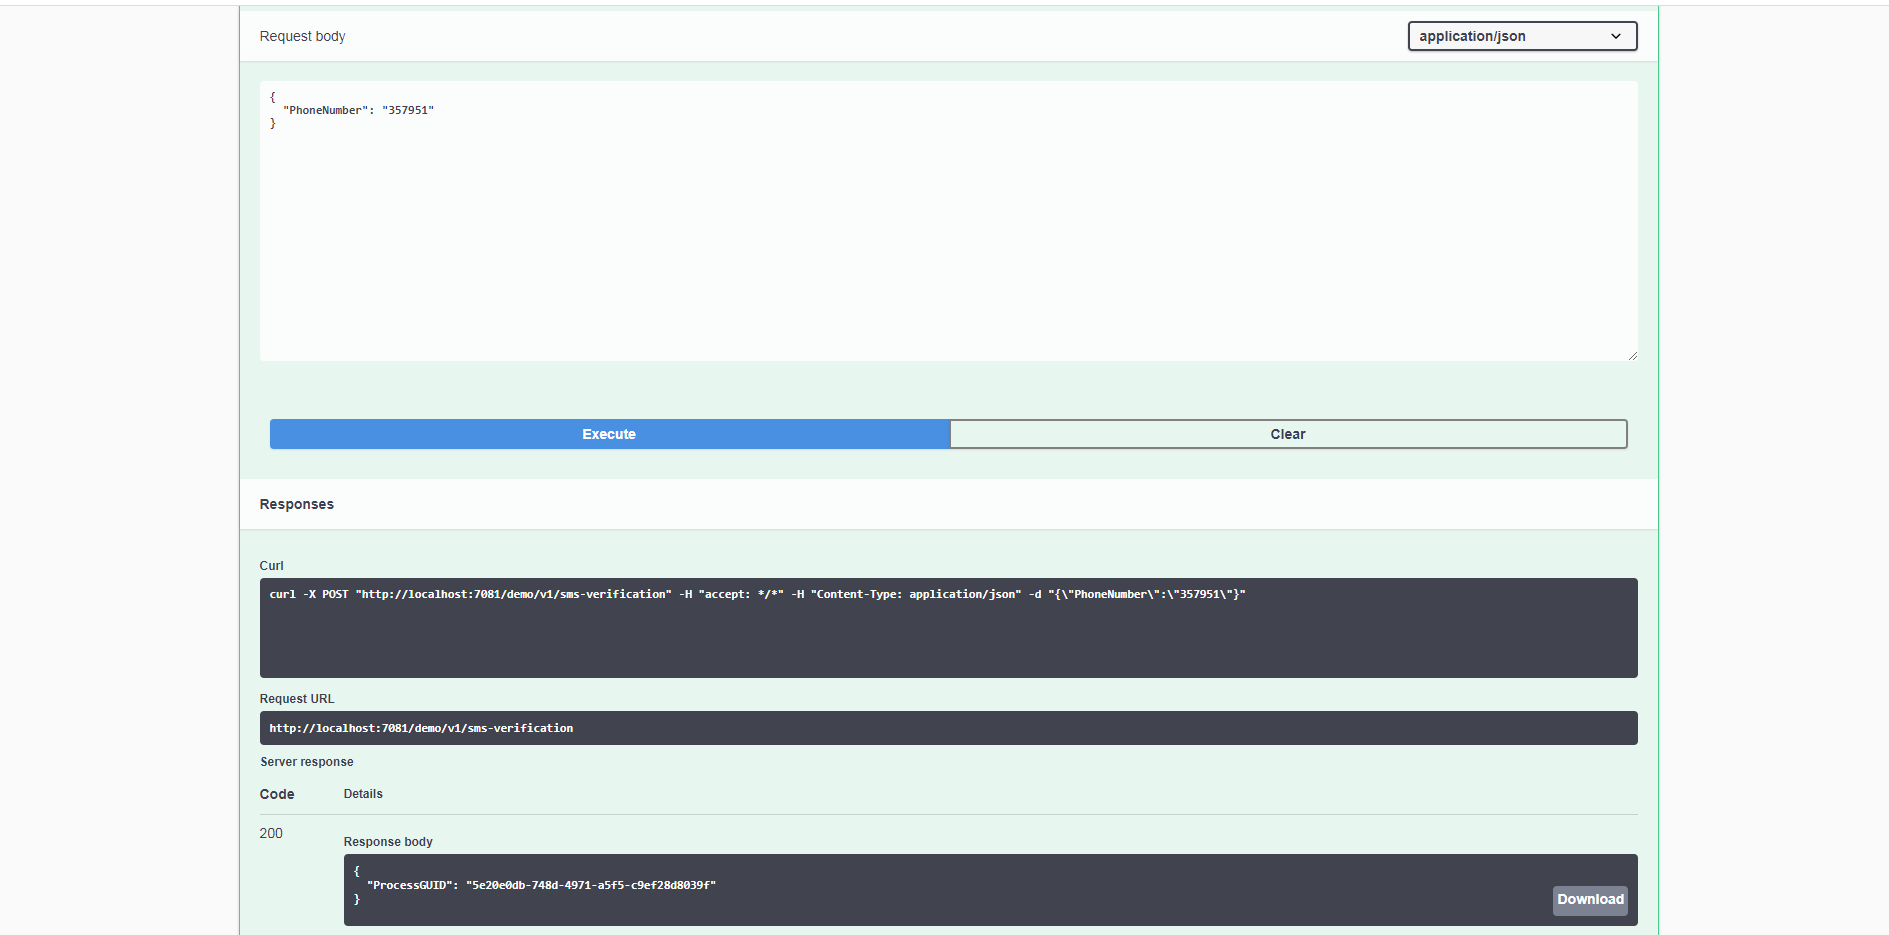 Request body
application/json
{
  "PhoneNumber": "357951"
}
Execute
Clear
Responses
Curl
curl -X POST "http://localhost:7081/demo/v1/sms-verification" -H "accept: */*" -H "Content-Type: application/json" -d "{\"PhoneNumber\":\"357951\"}"
Request URL
http://localhost:7081/demo/v1/sms-verification
Server response
Code Details
200
Response body
{
  "ProcessGUID": "5e20e0db-748d-4971-a5f5-c9ef28d8039f"
}
Download